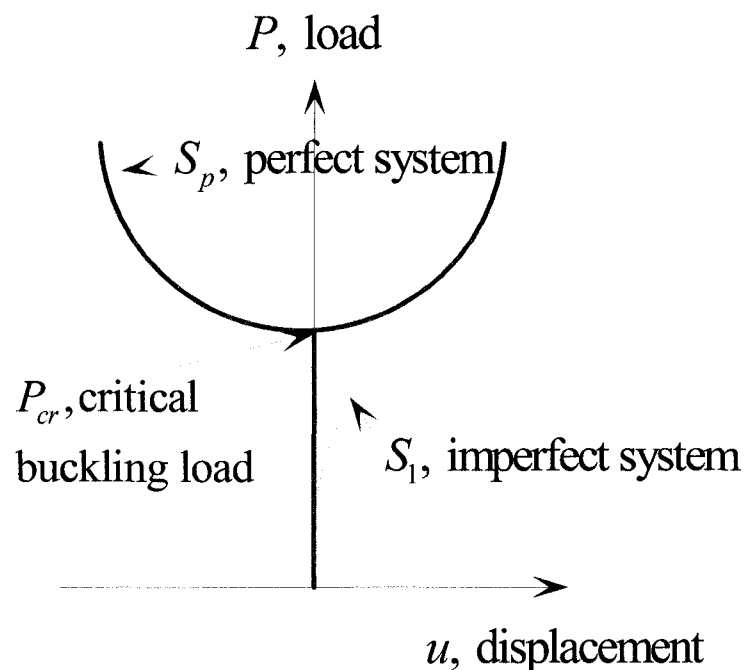 P, load
S_p, perfect system
P_cr, critical
buckling load
S_1, imperfect system
u, displacement